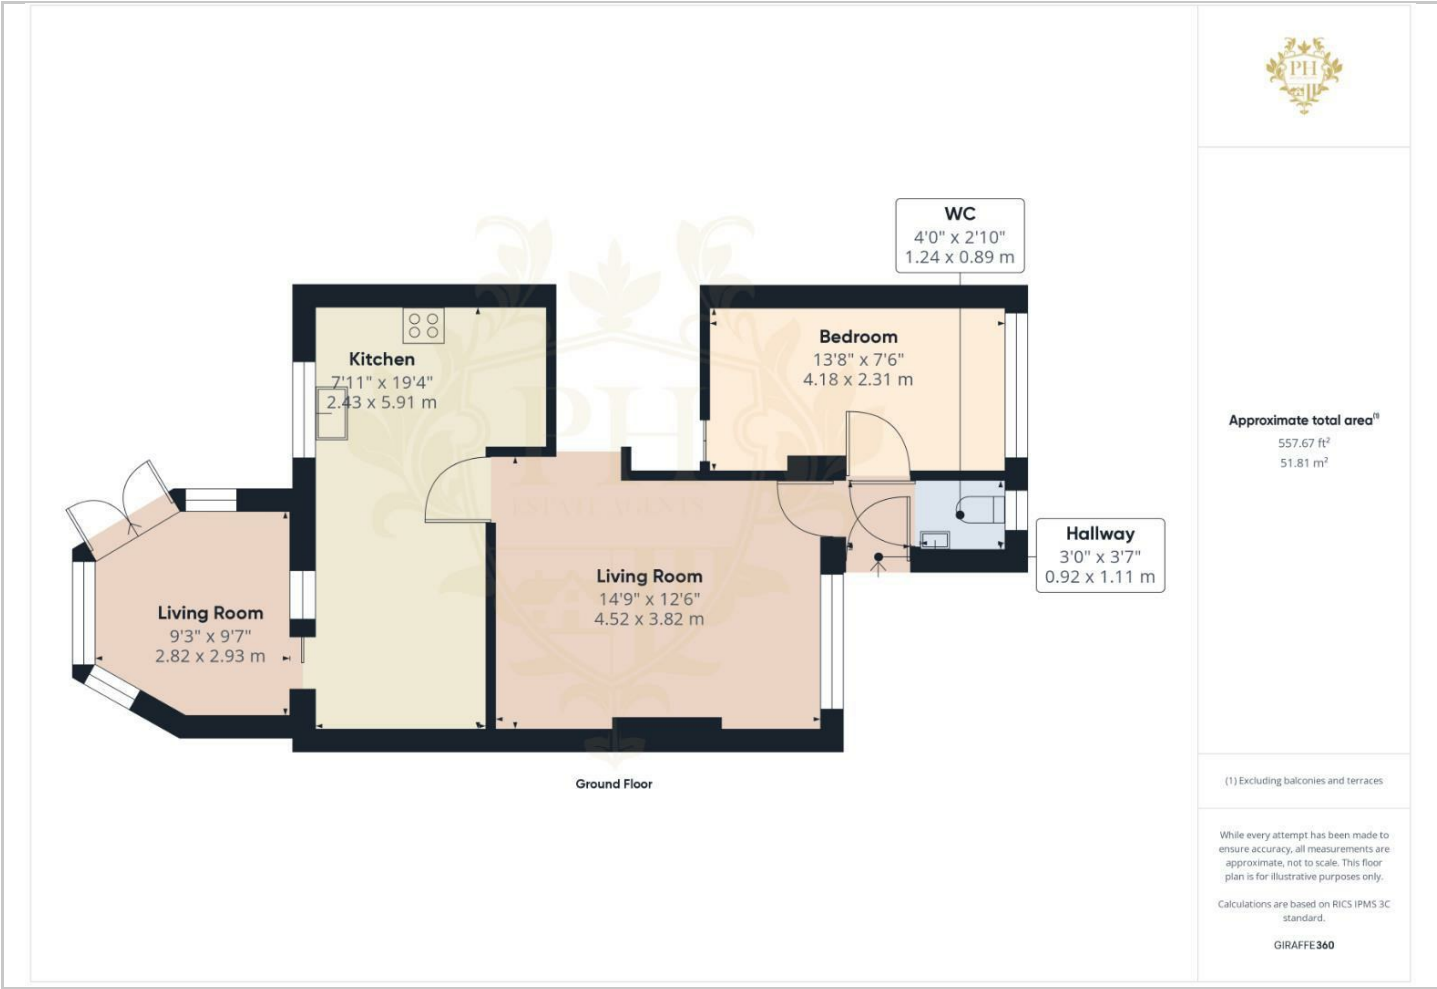 PH
WC
4'0" x 2'10"
1.24 x 0.89 m
Bedroom
13'8" x 7'6"
4.18 x 2.31 m
Kitchen
7'11" x 19'4"
2.43 x 5.91 m
PH
ESTATE AGENTS
Hallway
3'0" x 3'7"
0.92 x 1.11 m
Living Room
14'9" x 12'6"
4.52 x 3.82 m
Living Room
9'3" x 9'7"
2.82 x 2.93 m
Ground Floor
Approximate total area(1)
557.67 ft²
51.81 m²
(1) Excluding balconies and terraces
While every attempt has been made to
ensure accuracy, all measurements are
approximate, not to scale. This floor
plan is for illustrative purposes only.
Calculations are based on RICS IPMS 3C
standard.
GIRAFFE360